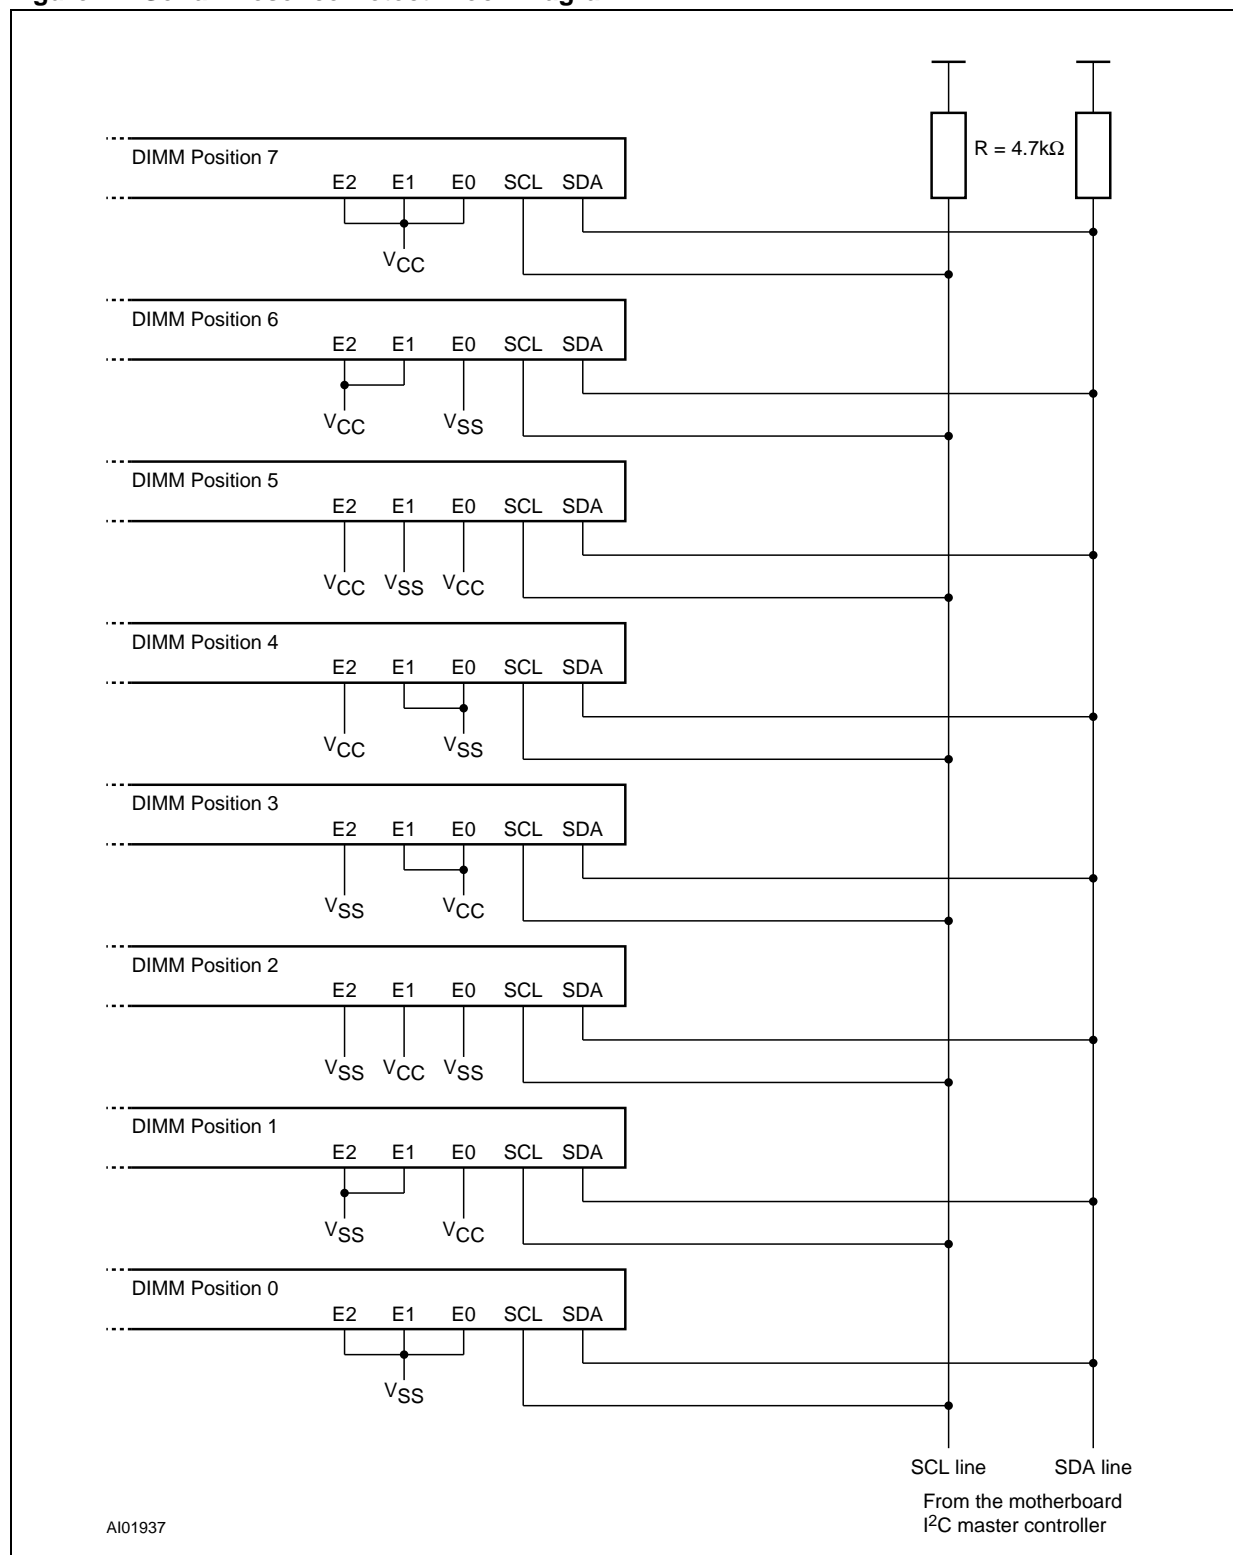 DIMM Position 7
R = 4.7kΩ
E2 E1 E0 SCL SDA
VCC
DIMM Position 6
E2 E1 E0 SCL SDA
VCC VSS
DIMM Position 5
E2 E1 E0 SCL SDA
VCC VSS VCC
DIMM Position 4
E2 E1 E0 SCL SDA
VCC VSS
DIMM Position 3
E2 E1 E0 SCL SDA
VSS VCC
DIMM Position 2
E2 E1 E0 SCL SDA
VSS VCC VSS
DIMM Position 1
E2 E1 E0 SCL SDA
VSS VCC
DIMM Position 0
E2 E1 E0 SCL SDA
VSS
SCL line SDA line
From the motherboard
I2C master controller
AI01937